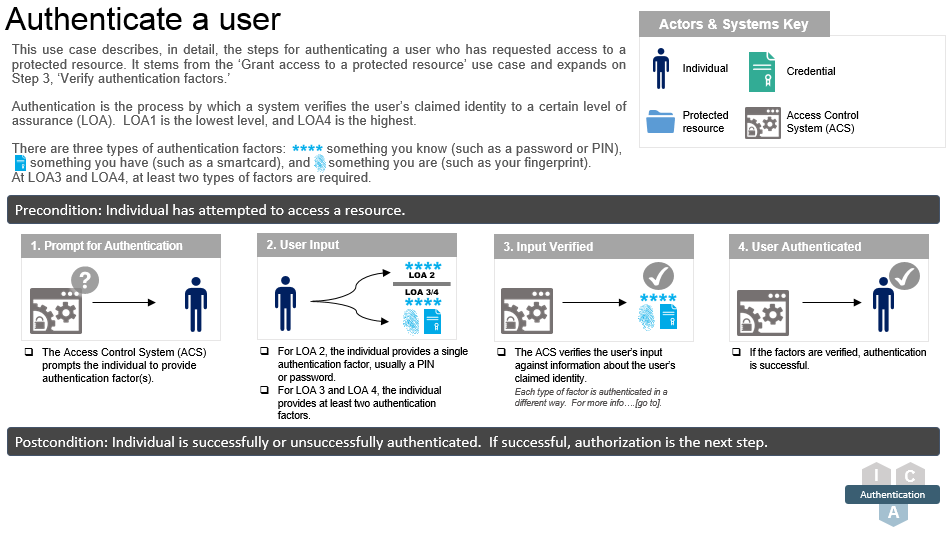 Authenticate a user
This use case describes, in detail, the steps for authenticating a user who has requested access to a
protected resource. It stems from the ‘Grant access to a protected resource’ use case and expands on
Step 3, ‘Verify authentication factors.’
Authentication is the process by which a system verifies the user’s claimed identity to a certain level of
assurance (LOA). LOA1 is the lowest level, and LOA4 is the highest.
There are three types of authentication factors: **** something you know (such as a password or PIN),
something you have (such as a smartcard), and something you are (such as your fingerprint).
At LOA3 and LOA4, at least two types of factors are required.
Actors & Systems Key
Individual
Credential
Protected
resource
Access Control
System (ACS)
Precondition: Individual has attempted to access a resource.
1. Prompt for Authentication
?
The Access Control System (ACS)
prompts the individual to provide
authentication factor(s).
2. User Input
****
LOA 2
LOA 3/4
****
For LOA 2, the individual provides a single
authentication factor, usually a PIN
or password.
For LOA 3 and LOA 4, the individual
provides at least two authentication
factors.
3. Input Verified
****
The ACS verifies the user’s input
against information about the user’s
claimed identity.
Each type of factor is authenticated in a
different way. For more info….[go to].
4. User Authenticated
If the factors are verified, authentication
is successful.
Postcondition: Individual is successfully or unsuccessfully authenticated. If successful, authorization is the next step.
I C
Authentication
A